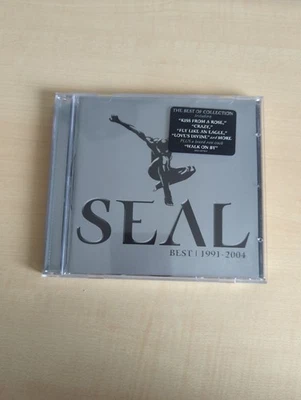 THE BEST OF COLLECTION
including
"KISS FROM A ROSE,"
"CRAZY,"
"FLY LIKE AN EAGLE,"
"LOVE'S DIVINE," and MORE.
"WALK ON BY"
SEAL
BEST | 1991-2004